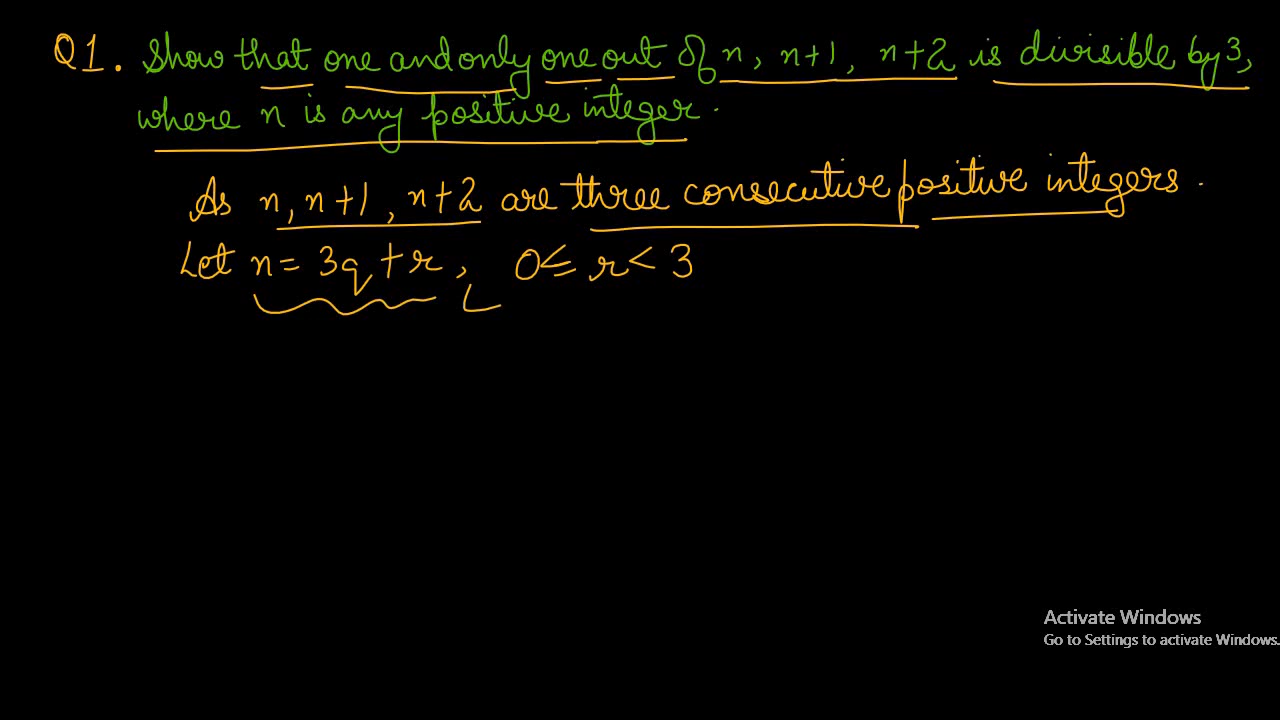 Q1. Show that one and only one out of n, n+1, n+2 is divisible by 3,
where n is any positive integer.
As n, n+1, n+2 are three consecutive positive integers.
Let n = 3q + r, 0 ≤ r < 3
Activate Windows
Go to Settings to activate Windows.